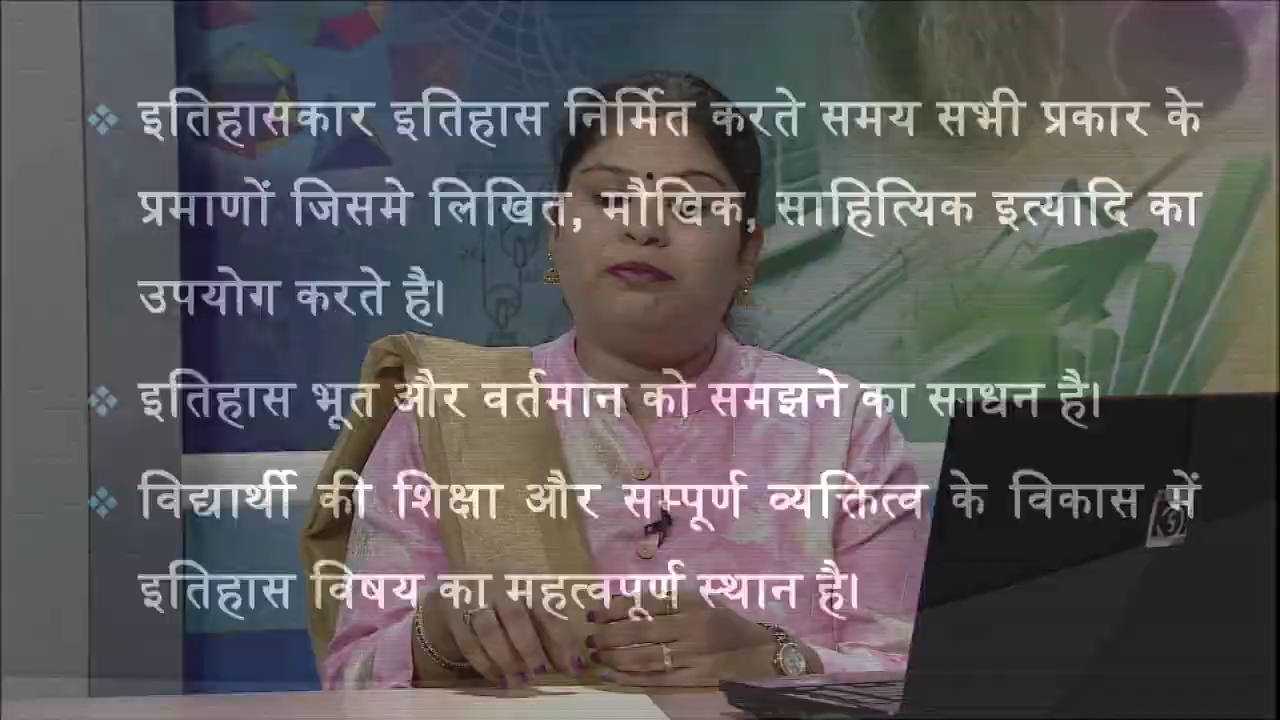 इतिहासकार इतिहास निर्मित करते समय सभी प्रकार के
प्रमाणों जिसमे लिखित, मौखिक, साहित्यिक इत्यादि का
उपयोग करते है।
इतिहास भूत और वर्तमान को समझने का साधन है।
विद्यार्थी की शिक्षा और सम्पूर्ण व्यक्तित्व के विकास में
इतिहास विषय का महत्वपूर्ण स्थान है।